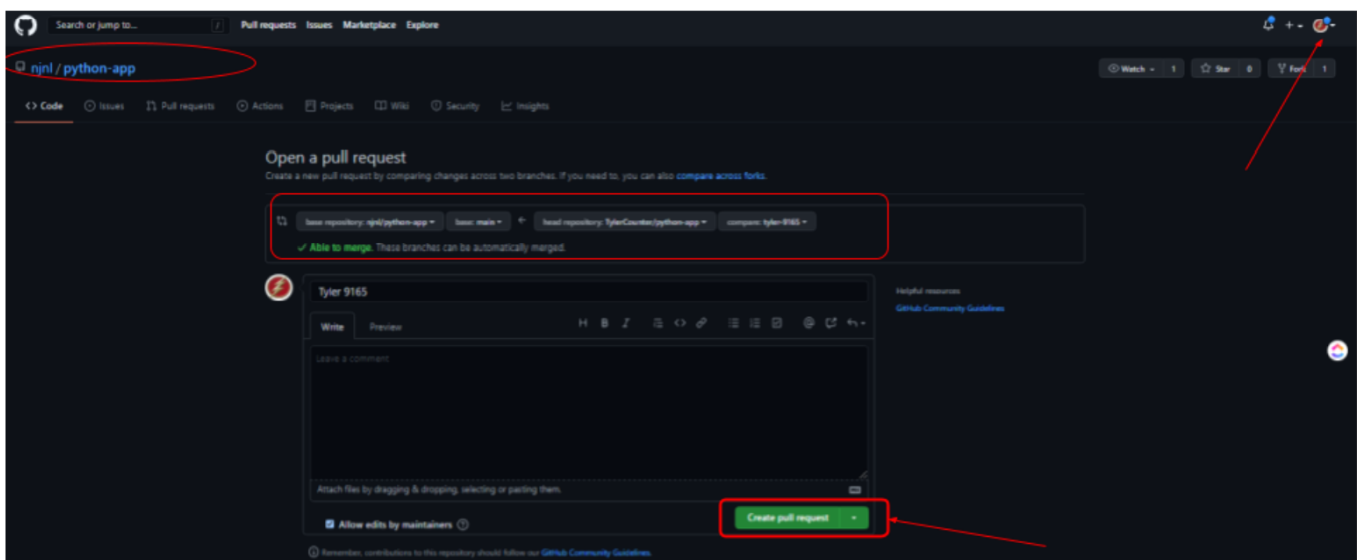 Search or jump to... / Pull requests Issues Marketplace Explore
njnl / python-app
Watch 1 Star 0 Fork 1
Code Issues Pull requests Actions Projects Wiki Security Insights
Open a pull request
Create a new pull request by comparing changes across two branches. If you need to, you can also compare across forks.
base repository: njnl/python-app base: main head repository: TylerCounter/python-app compare: tyler-9165
Able to merge. These branches can be automatically merged.
Tyler 9165
Helpful resources
GitHub Community Guidelines
Write Preview H B I
Leave a comment
Attach files by dragging & dropping, selecting or pasting them.
Create pull request
Allow edits by maintainers
Remember, contributions to this repository should follow our GitHub Community Guidelines.